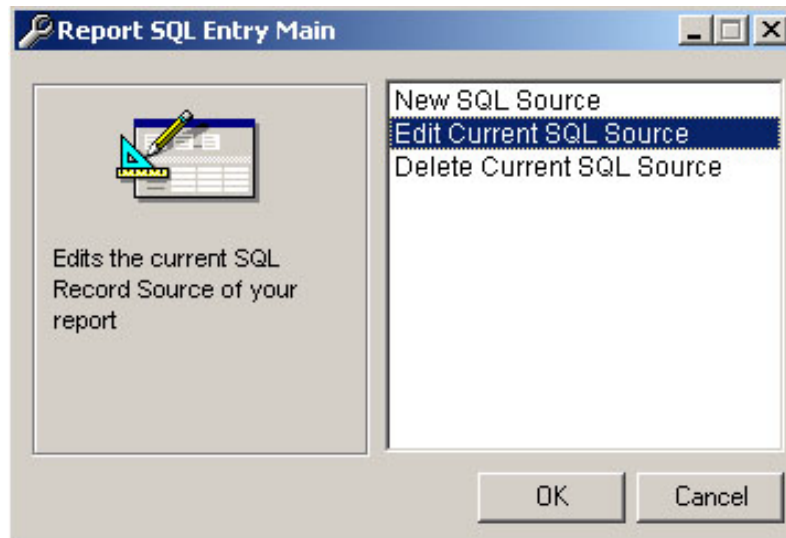 Report SQL Entry Main
Edits the current SQL
Record Source of your
report
New SQL Source
Edit Current SQL Source
Delete Current SQL Source
OK
Cancel